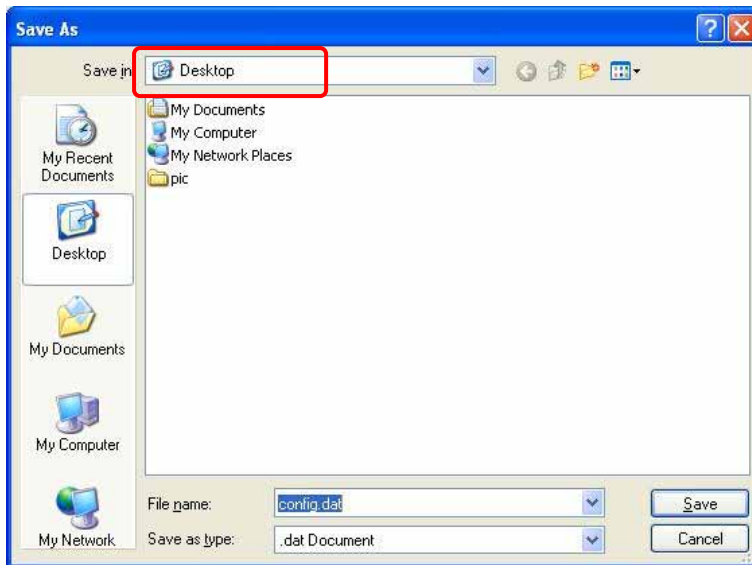 Save As
Save in
Desktop
My Recent
Documents
Desktop
My Documents
My Computer
My Network
My Documents
My Computer
My Network Places
pic
File name:
config.dat
Save
Save as type:
.dat Document
Cancel